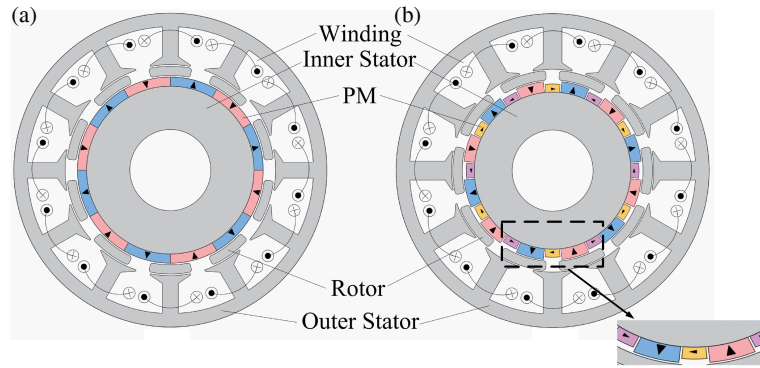 (a)
(b)
Winding
Inner Stator
PM
Rotor
Outer Stator